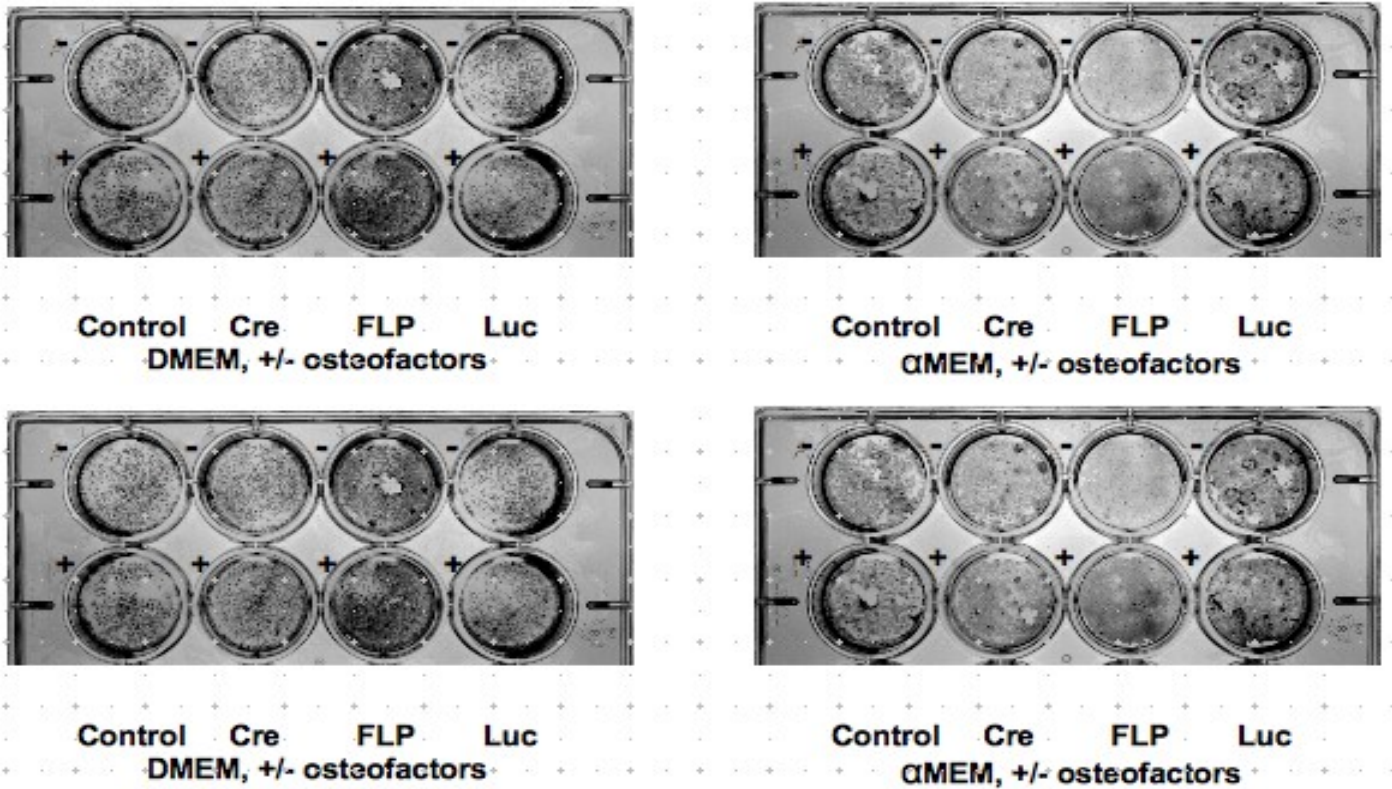 - - - -
+ + + +
Control Cre FLP Luc
DMEM, +/- osteofactors
- - - -
+ + + +
Control Cre FLP Luc
αMEM, +/- osteofactors
- - - -
+ + + +
Control Cre FLP Luc
DMEM, +/- osteofactors
- - - -
+ + + +
Control Cre FLP Luc
αMEM, +/- osteofactors